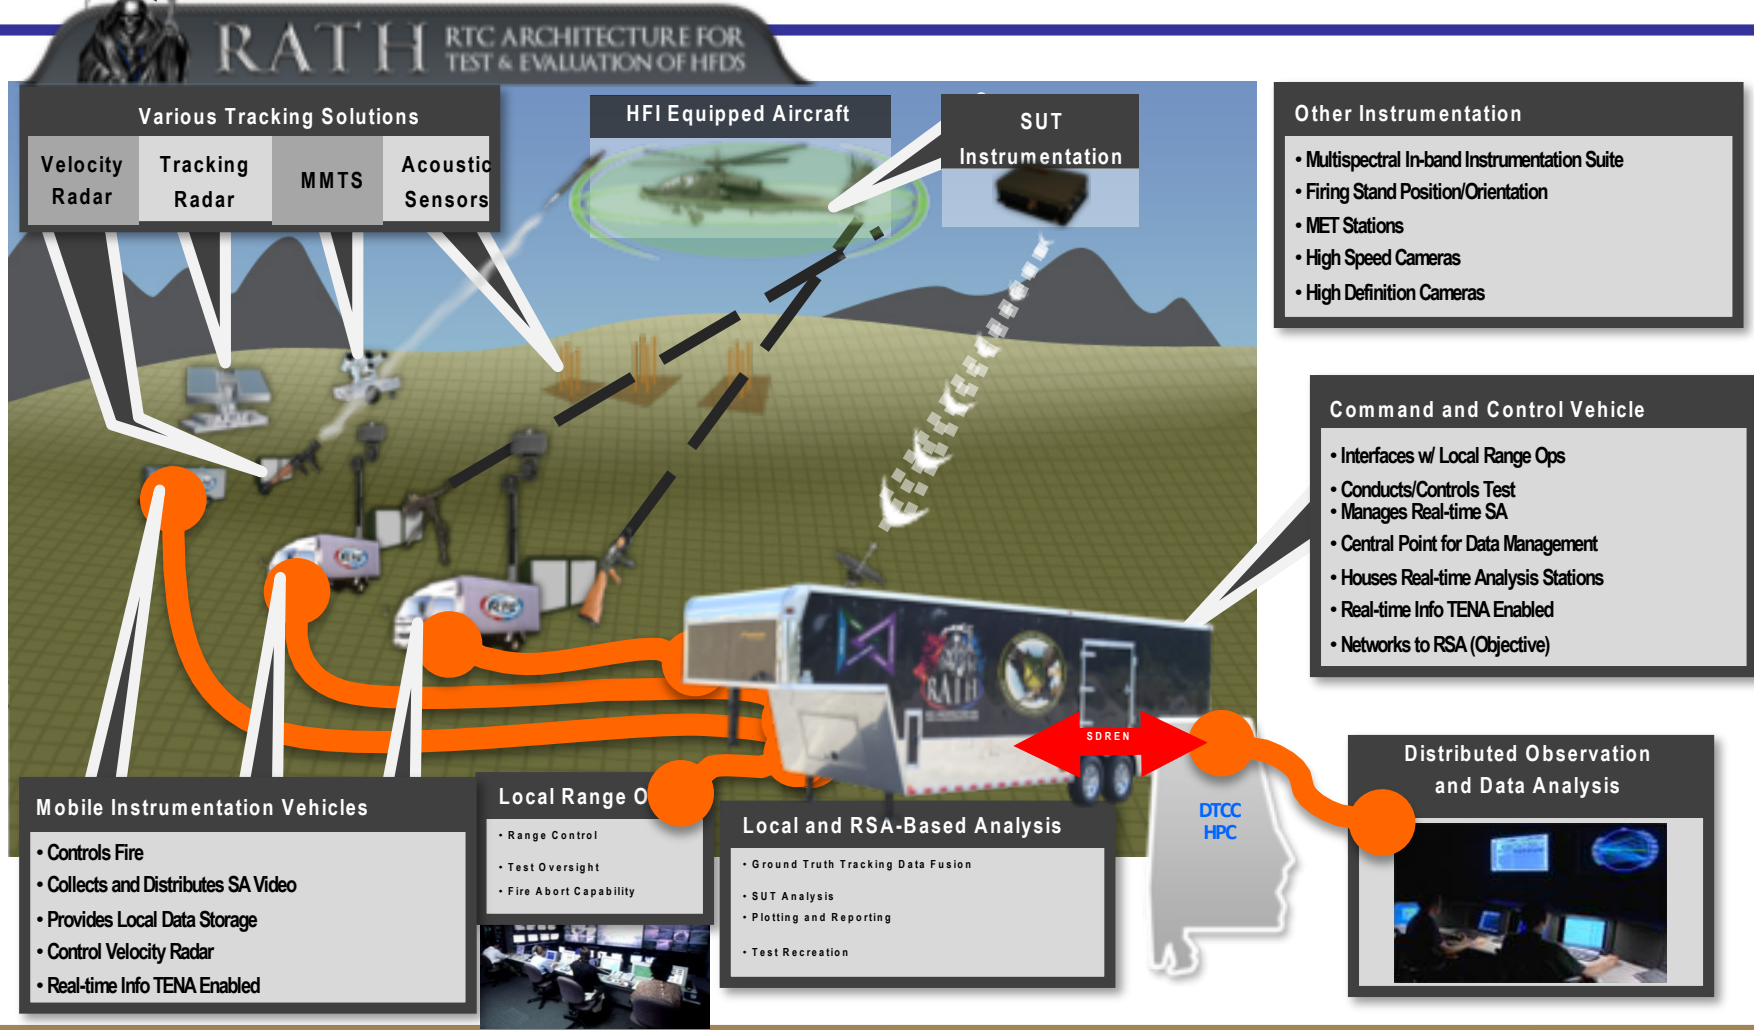 RATH
RTC ARCHITECTURE FOR
TEST & EVALUATION OF HFDS
Various Tracking Solutions
Velocity
Radar
Tracking
Radar
MMTS
Acoustic
Sensors
HFI Equipped Aircraft
SUT
Instrumentation
Other Instrumentation
• Multispectral In-band Instrumentation Suite
• Firing Stand Position/Orientation
• MET Stations
• High Speed Cameras
• High Definition Cameras
Command and Control Vehicle
• Interfaces w/ Local Range Ops
• Conducts/Controls Test
• Manages Real-time SA
• Central Point for Data Management
• Houses Real-time Analysis Stations
• Real-time Info TENA Enabled
• Networks to RSA (Objective)
RTC
RATH
SDREN
DTCC
HPC
Distributed Observation
and Data Analysis
Mobile Instrumentation Vehicles
• Controls Fire
• Collects and Distributes SA Video
• Provides Local Data Storage
• Control Velocity Radar
• Real-time Info TENA Enabled
Local Range O
• Range Control
• Test Oversight
• Fire Abort Capability
Local and RSA-Based Analysis
• Ground Truth Tracking Data Fusion
• SUT Analysis
• Plotting and Reporting
• Test Recreation